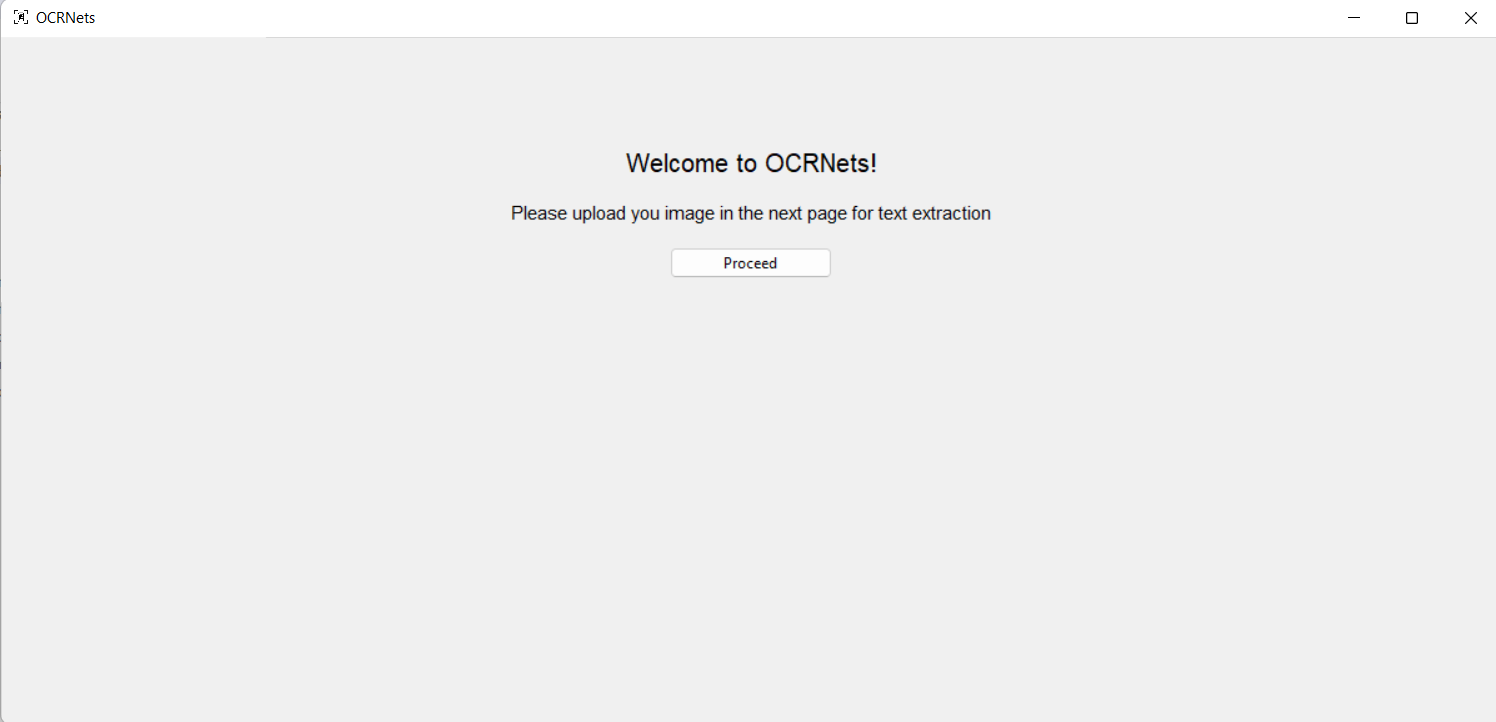 OCRNets
Welcome to OCRNets!
Please upload you image in the next page for text extraction
Proceed